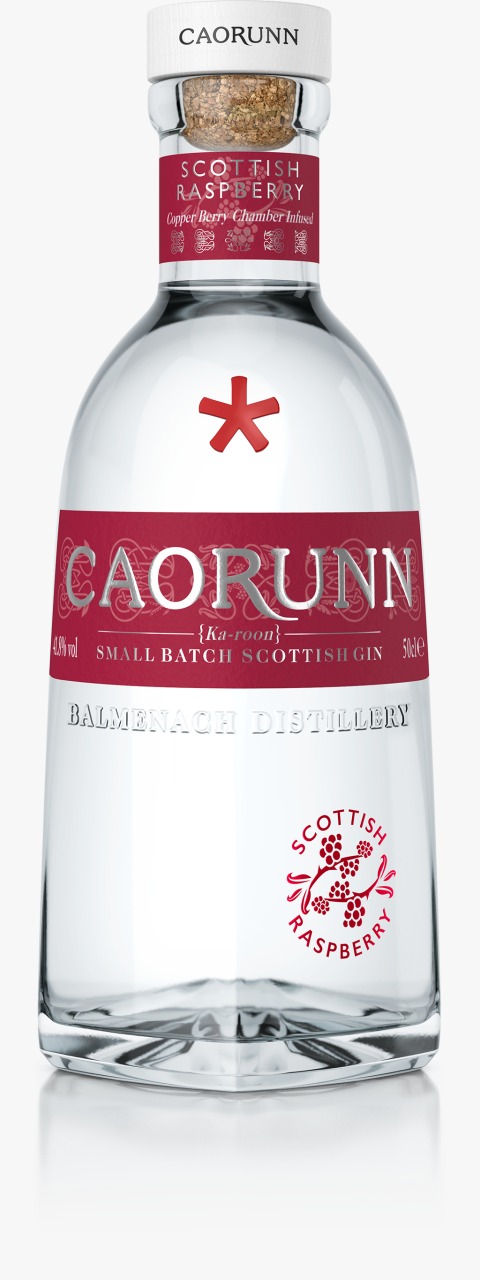 CAORUNN
SCOTTISH
RASPBERRY
Copper Berry Chamber Infused
CAORUNN
{Ka-roon}
41.8% vol
SMALL BATCH SCOTTISH GIN
50cl e
BALMENACH DISTILLERY
SCOTTISH
RASPBERRY